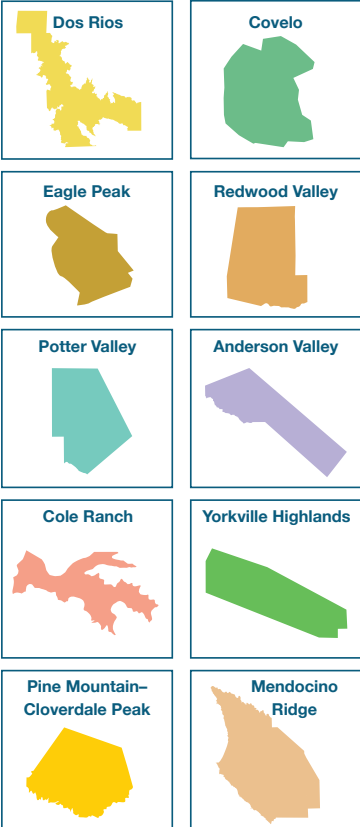 Dos Rios
Covelo
Eagle Peak
Redwood Valley
Potter Valley
Anderson Valley
Cole Ranch
Yorkville Highlands
Pine Mountain–
Cloverdale Peak
Mendocino
Ridge